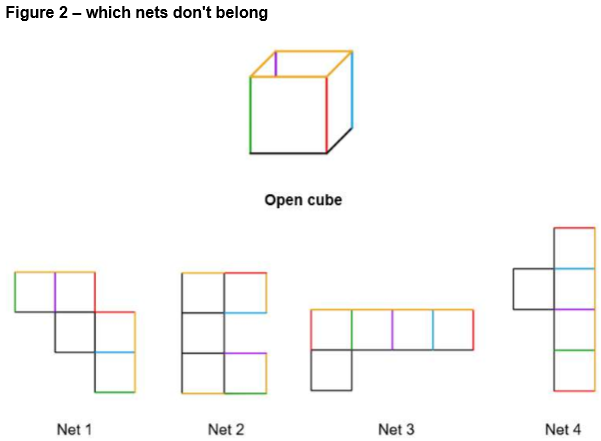 Figure 2 – which nets don't belong
Open cube
Net 1
Net 2
Net 3
Net 4